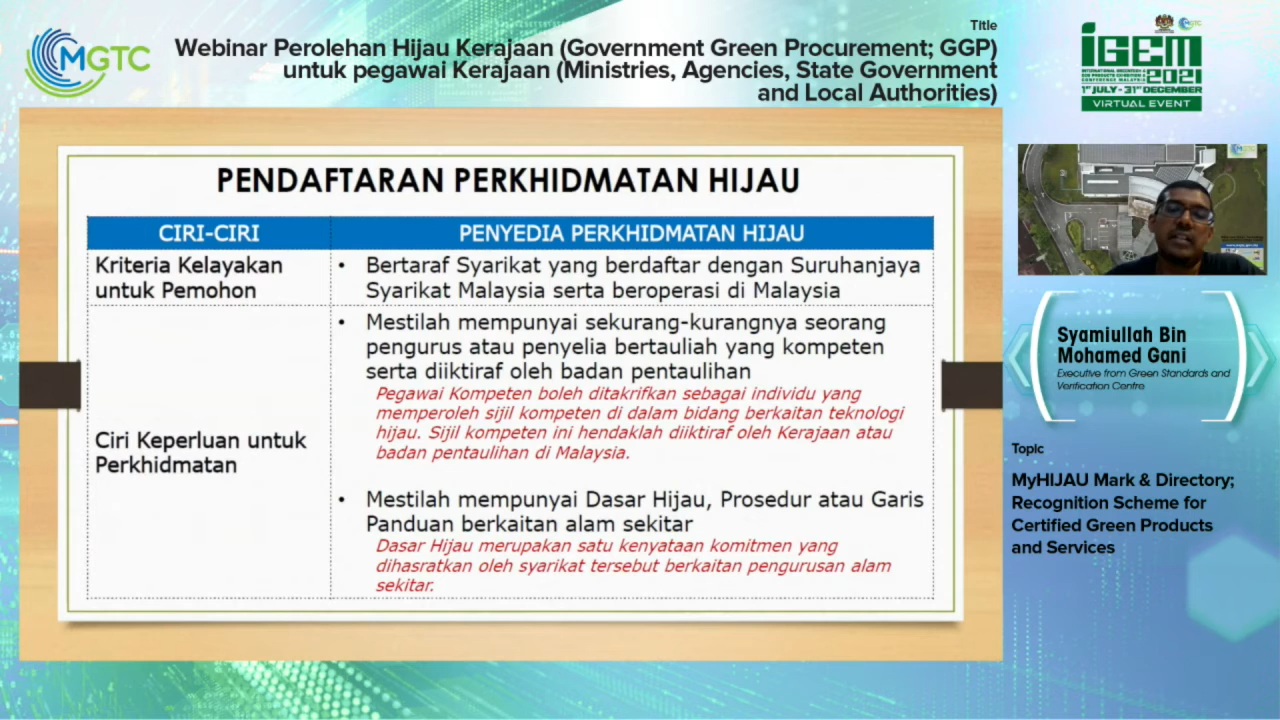 MGTC
Title
Webinar Perolehan Hijau Kerajaan (Government Green Procurement; GGP)
untuk pegawai Kerajaan (Ministries, Agencies, State Government
and Local Authorities)
iGEM
2021
1ST JULY - 31ST DECEMBER
VIRTUAL EVENT
PENDAFTARAN PERKHIDMATAN HIJAU
CIRI-CIRI
PENYEDIA PERKHIDMATAN HIJAU
Kriteria Kelayakan
untuk Pemohon
• Bertaraf Syarikat yang berdaftar dengan Suruhanjaya
Syarikat Malaysia serta beroperasi di Malaysia
Ciri Keperluan untuk
Perkhidmatan
• Mestilah mempunyai sekurang-kurangnya seorang
pengurus atau penyelia bertauliah yang kompeten
serta diiktiraf oleh badan pentaulihan
Pegawai Kompeten boleh ditakrifkan sebagai individu yang
memperoleh sijil kompeten di dalam bidang berkaitan teknologi
hijau. Sijil kompeten ini hendaklah diiktiraf oleh Kerajaan atau
badan pentaulihan di Malaysia.
• Mestilah mempunyai Dasar Hijau, Prosedur atau Garis
Panduan berkaitan alam sekitar
Dasar Hijau merupakan satu kenyataan komitmen yang
dihasratkan oleh syarikat tersebut berkaitan pengurusan alam
sekitar.
Syamiullah Bin
Mohamed Gani
Executive from Green Standards and
Verification Centre
Topic
MyHIJAU Mark & Directory;
Recognition Scheme for
Certified Green Products
and Services